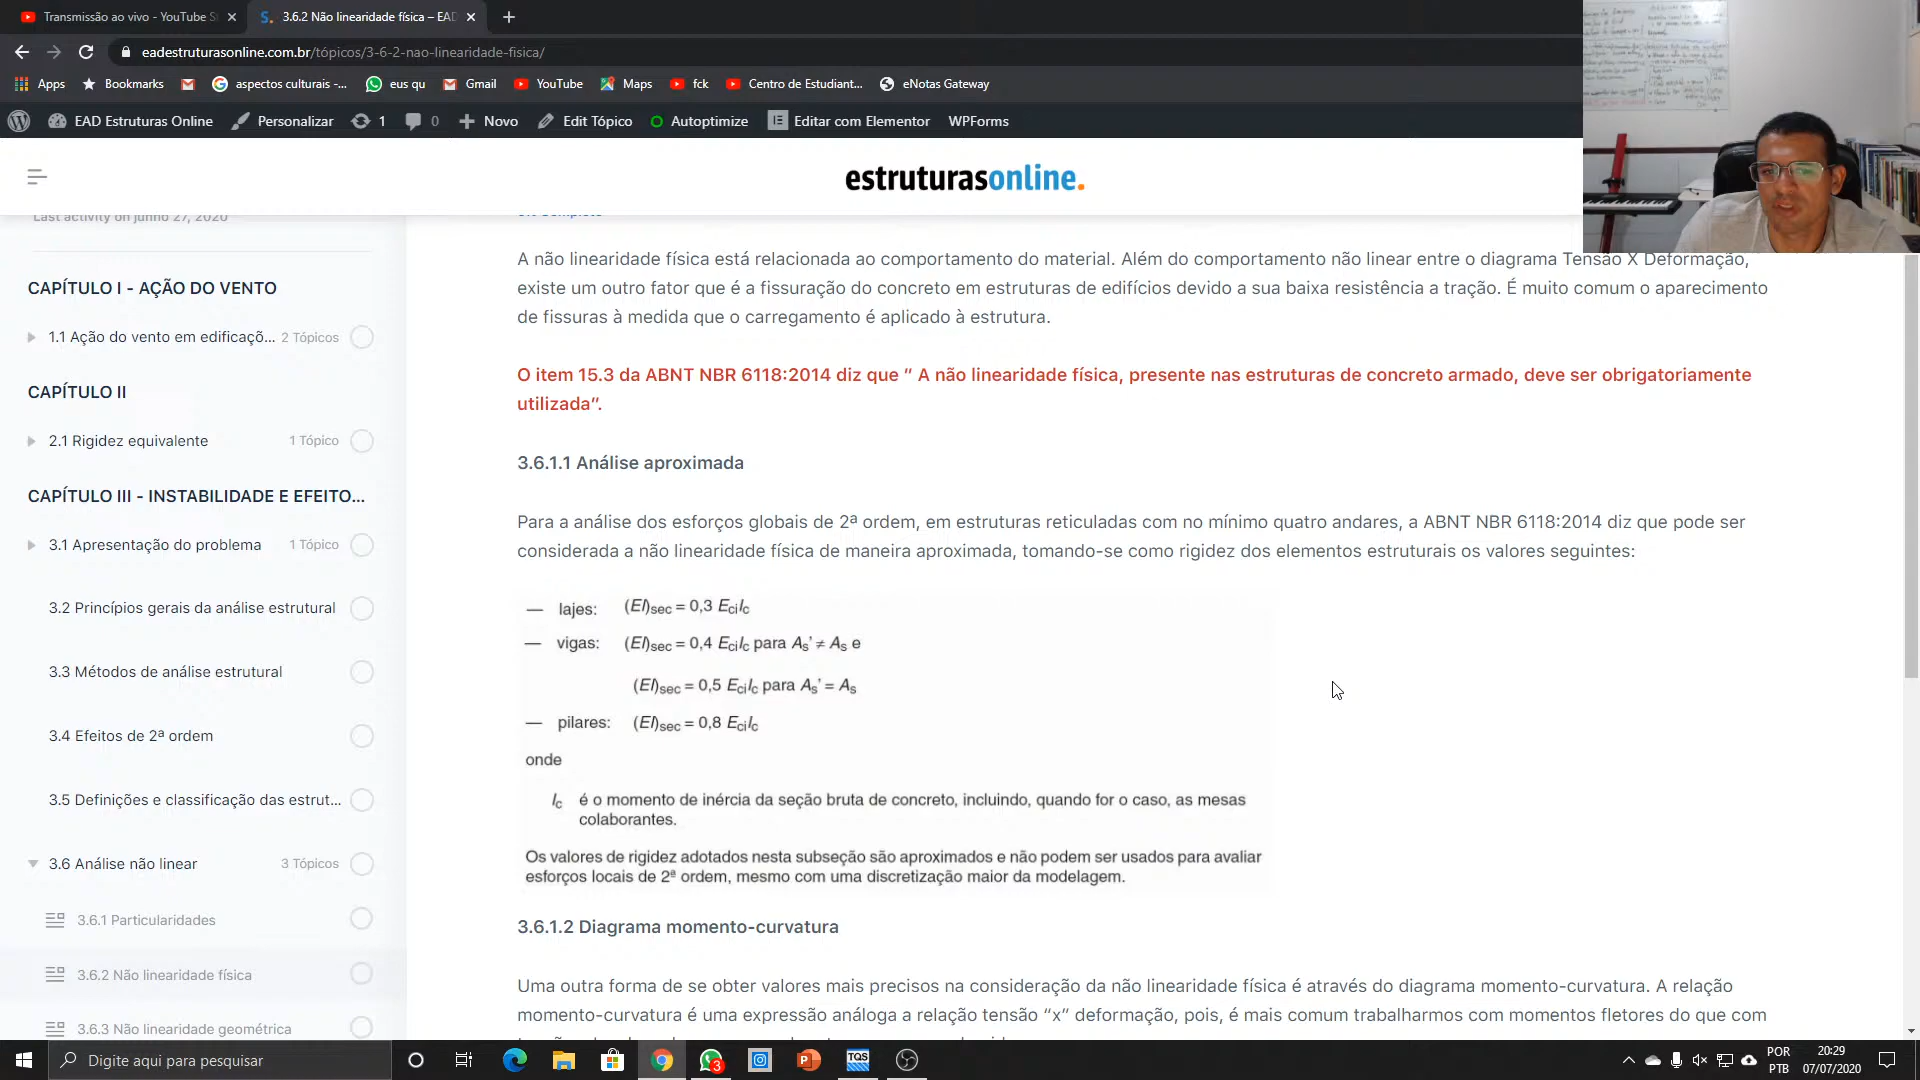 Transmissão ao vivo - YouTube S
3.6.2 Não linearidade física – EAD
eadestruturasonline.com.br/tópicos/3-6-2-nao-linearidade-fisica/
Apps
Bookmarks
aspectos culturais -...
eus qu
Gmail
YouTube
Maps
fck
Centro de Estudiant...
eNotas Gateway
EAD Estruturas Online
Personalizar
1
0
Novo
Edit Tópico
Autoptimize
Editar com Elementor
WPForms
estruturasonline.
Last activity on junho 27, 2020
CAPÍTULO I - AÇÃO DO VENTO
1.1 Ação do vento em edificaçõ... 2 Tópicos
CAPÍTULO II
2.1 Rigidez equivalente 1 Tópico
CAPÍTULO III - INSTABILIDADE E EFEITO...
3.1 Apresentação do problema 1 Tópico
3.2 Princípios gerais da análise estrutural
3.3 Métodos de análise estrutural
3.4 Efeitos de 2ª ordem
3.5 Definições e classificação das estrut...
3.6 Análise não linear 3 Tópicos
3.6.1 Particularidades
3.6.2 Não linearidade física
3.6.3 Não linearidade geométrica
A não linearidade física está relacionada ao comportamento do material. Além do comportamento não linear entre o diagrama Tensão X Deformação,
existe um outro fator que é a fissuração do concreto em estruturas de edifícios devido a sua baixa resistência a tração. É muito comum o aparecimento
de fissuras à medida que o carregamento é aplicado à estrutura.
O item 15.3 da ABNT NBR 6118:2014 diz que “ A não linearidade física, presente nas estruturas de concreto armado, deve ser obrigatoriamente
utilizada”.
3.6.1.1 Análise aproximada
Para a análise dos esforços globais de 2ª ordem, em estruturas reticuladas com no mínimo quatro andares, a ABNT NBR 6118:2014 diz que pode ser
considerada a não linearidade física de maneira aproximada, tomando-se como rigidez dos elementos estruturais os valores seguintes:
— lajes: (EI)sec = 0,3 EciIc
— vigas: (EI)sec = 0,4 EciIc para As’ ≠ As e
(EI)sec = 0,5 EciIc para As’ = As
— pilares: (EI)sec = 0,8 EciIc
onde
Ic é o momento de inércia da seção bruta de concreto, incluindo, quando for o caso, as mesas
colaborantes.
Os valores de rigidez adotados nesta subseção são aproximados e não podem ser usados para avaliar
esforços locais de 2ª ordem, mesmo com uma discretização maior da modelagem.
3.6.1.2 Diagrama momento-curvatura
Uma outra forma de se obter valores mais precisos na consideração da não linearidade física é através do diagrama momento-curvatura. A relação
momento-curvatura é uma expressão análoga a relação tensão “x” deformação, pois, é mais comum trabalharmos com momentos fletores do que com
Digite aqui para pesquisar
3
TQS
POR
PTB
20:29
07/07/2020